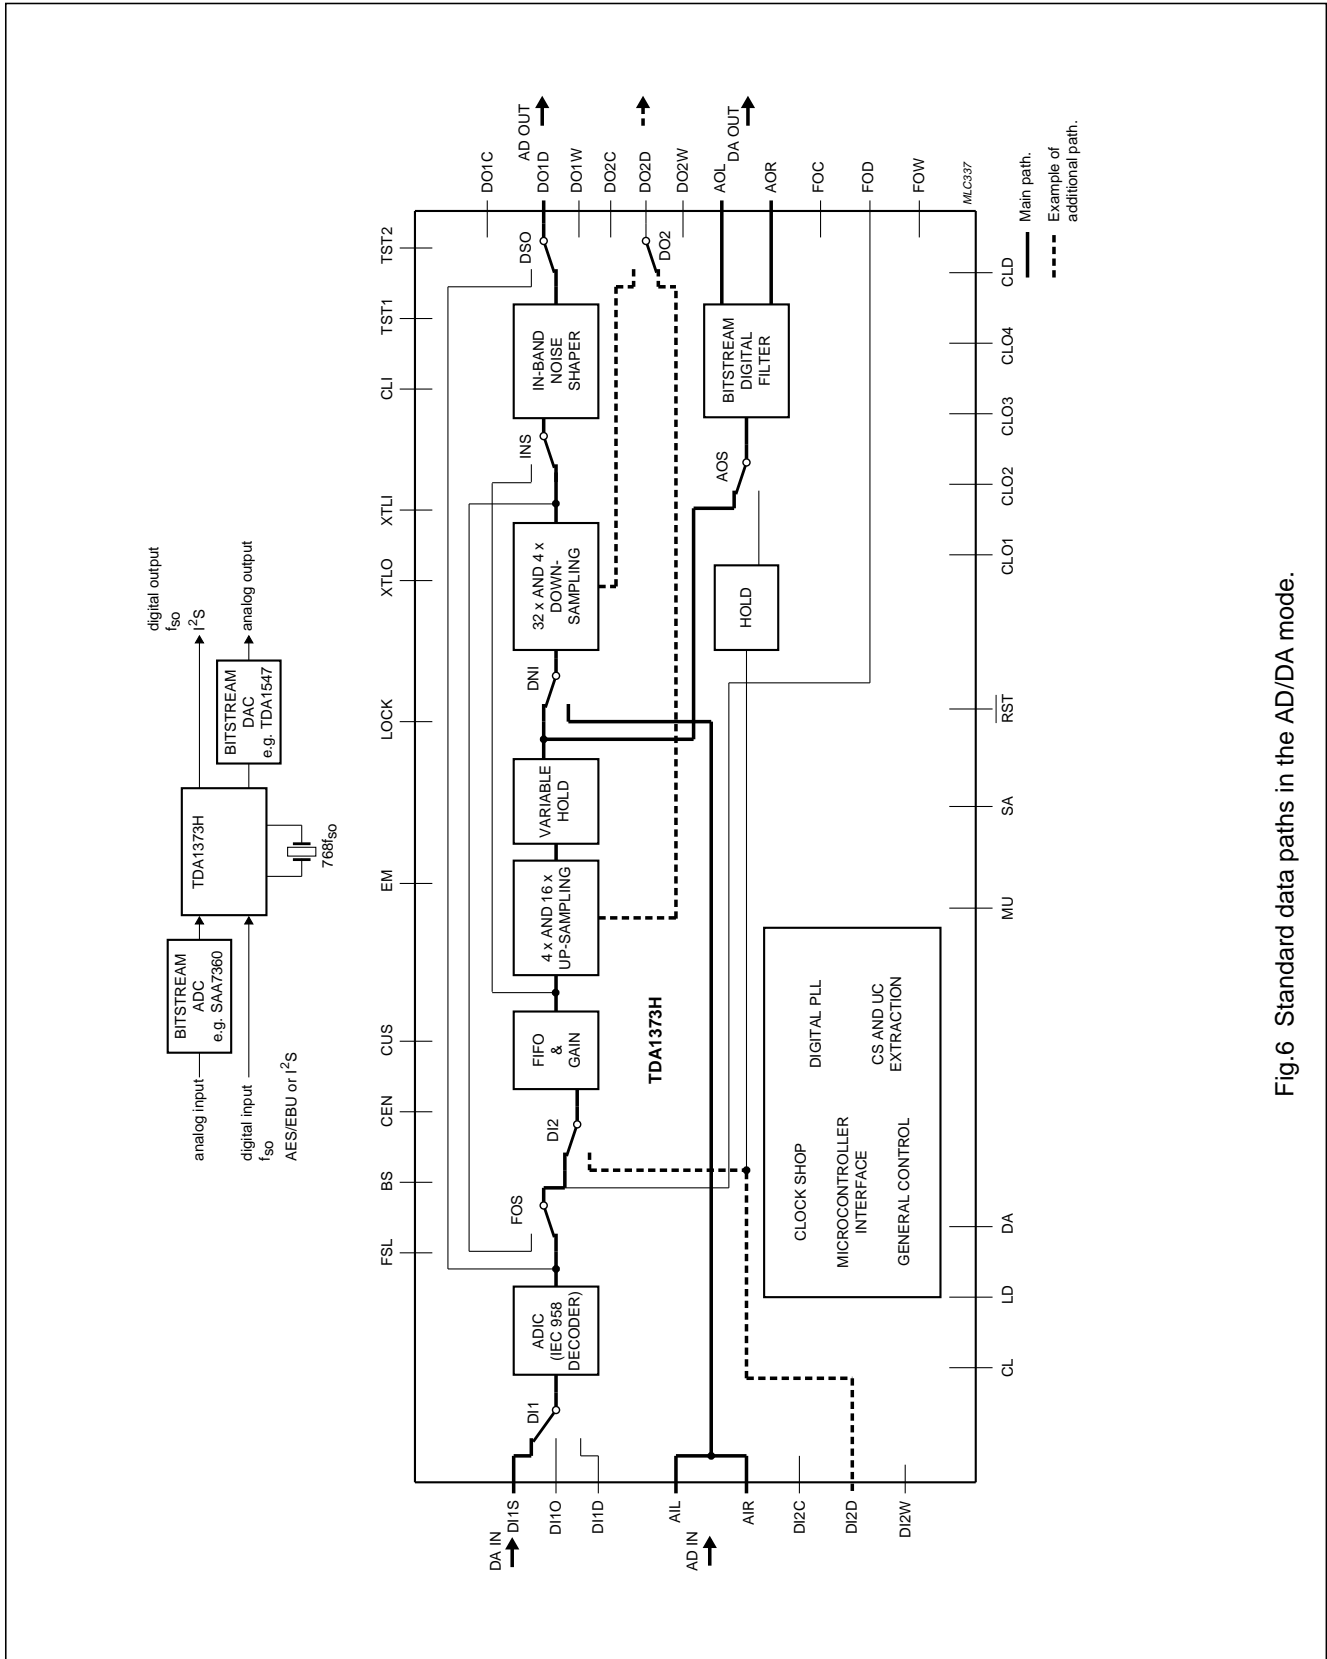 BITSTREAM
ADC
e.g. SAA7360
TDA1373H
BITSTREAM
DAC
e.g. TDA1547
analog input
digital input
fso
AES/EBU or I2S
768fso
digital output
fso
I2S
analog output
FSL
BS
CEN
CUS
EM
LOCK
XTLO
XTLI
CLI
TST1
TST2
DA IN
DI1S
DI1O
DI1D
AD IN
AIL
AIR
DI2C
DI2D
DI2W
DI1
ADIC
(IEC 958
DECODER)
FOS
DI2
FIFO
&
GAIN
4 x AND 16 x
UP-SAMPLING
VARIABLE
HOLD
DNI
32 x AND 4 x
DOWN-
SAMPLING
INS
IN-BAND
NOISE
SHAPER
DSO
DO2
TDA1373H
HOLD
AOS
BITSTREAM
DIGITAL
FILTER
CLOCK SHOP
MICROCONTROLLER
INTERFACE
GENERAL CONTROL
DIGITAL PLL
CS AND UC
EXTRACTION
DO1C
AD OUT
DO1D
DO1W
DO2C
DO2D
DO2W
AOL
DA OUT
AOR
FOC
FOD
FOW
CL
LD
DA
MU
SA
RST
CLO1
CLO2
CLO3
CLO4
CLD
MLC337
Main path.
Example of
additional path.
Fig.6 Standard data paths in the AD/DA mode.